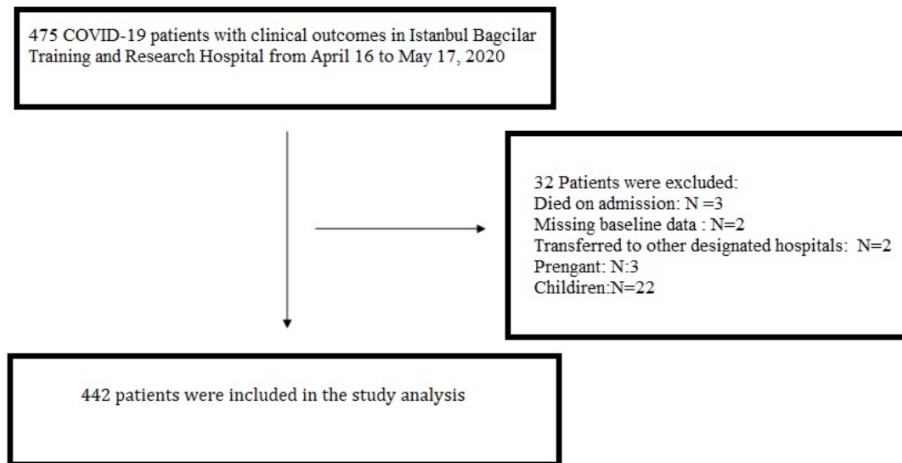 475 COVID-19 patients with clinical outcomes in Istanbul Bagcilar
Training and Research Hospital from April 16 to May 17, 2020
32 Patients were excluded:
Died on admission: N =3
Missing baseline data : N=2
Transferred to other designated hospitals: N=2
Prengant: N:3
Childiren:N=22
442 patients were included in the study analysis